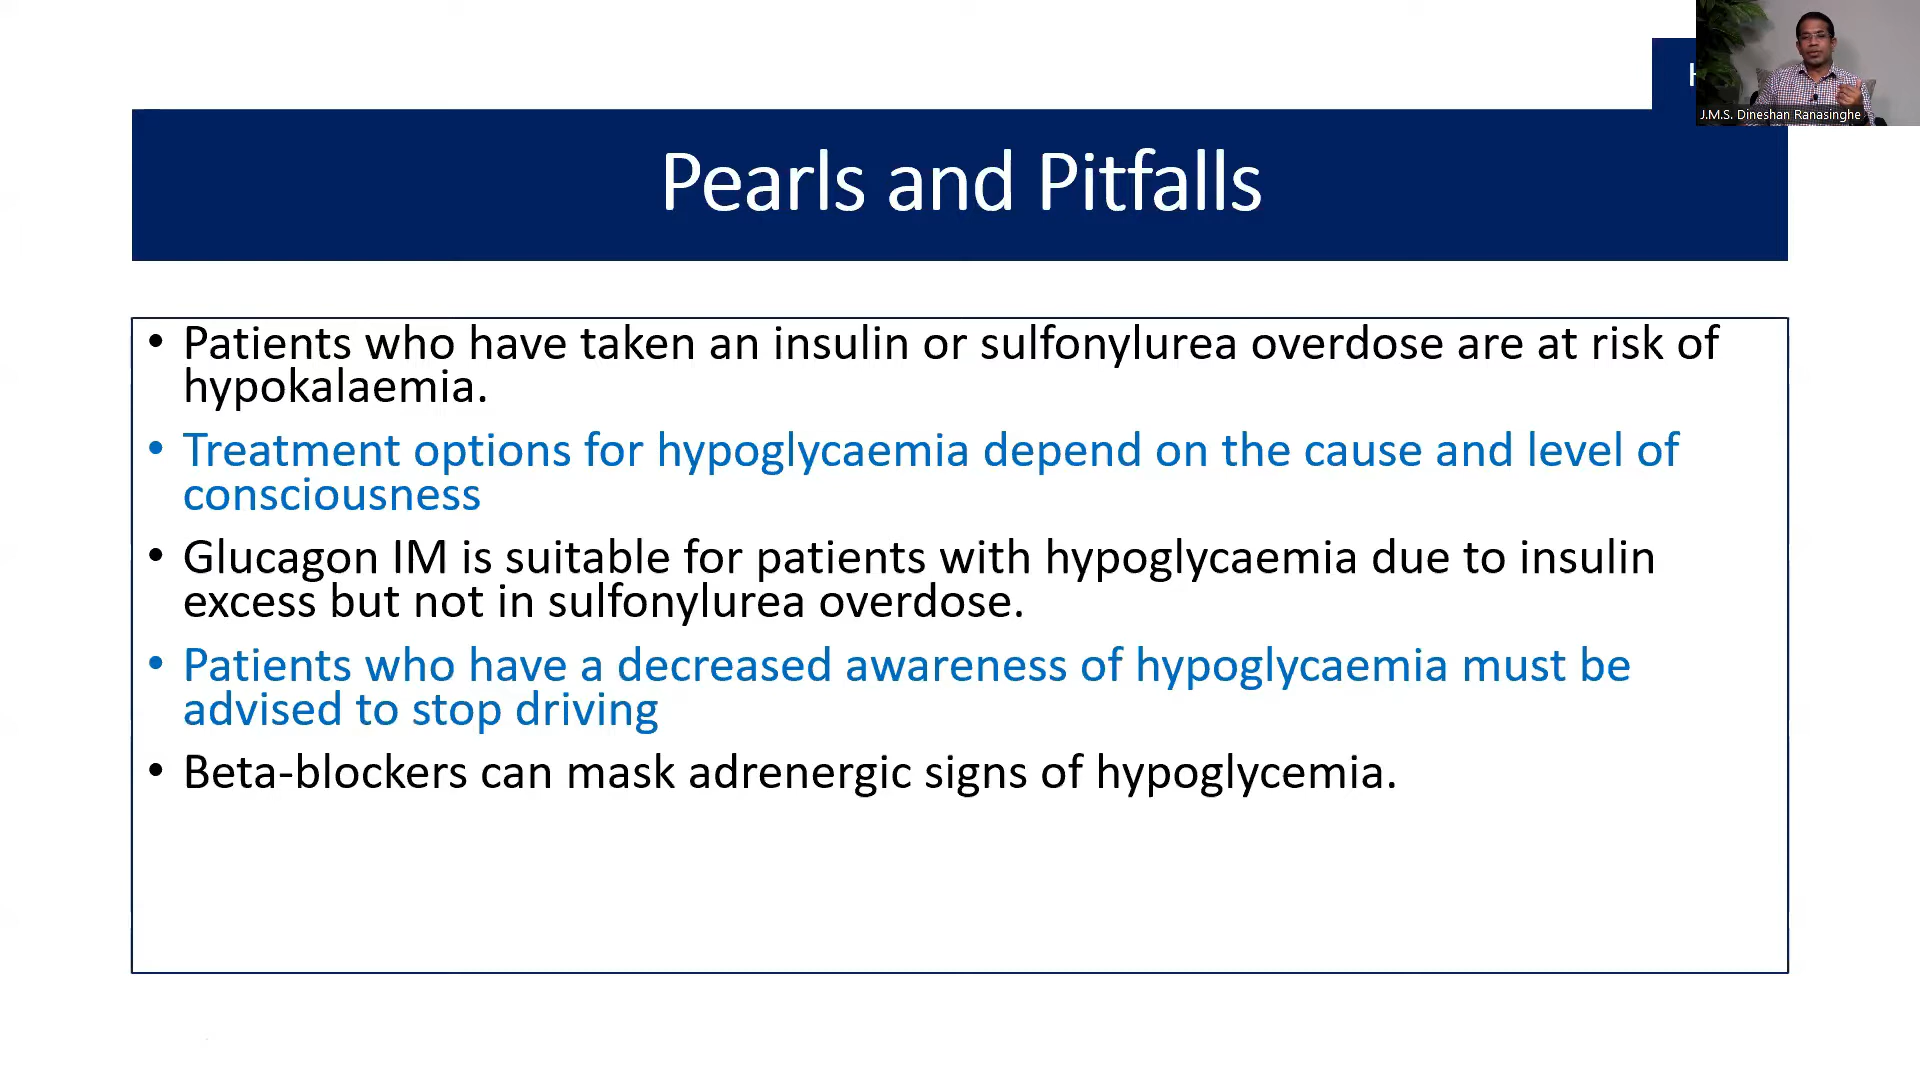 J.M.S. Dineshan Ranasinghe
Pearls and Pitfalls
• Patients who have taken an insulin or sulfonylurea overdose are at risk of
hypokalaemia.
• Treatment options for hypoglycaemia depend on the cause and level of
consciousness
• Glucagon IM is suitable for patients with hypoglycaemia due to insulin
excess but not in sulfonylurea overdose.
• Patients who have a decreased awareness of hypoglycaemia must be
advised to stop driving
• Beta-blockers can mask adrenergic signs of hypoglycemia.